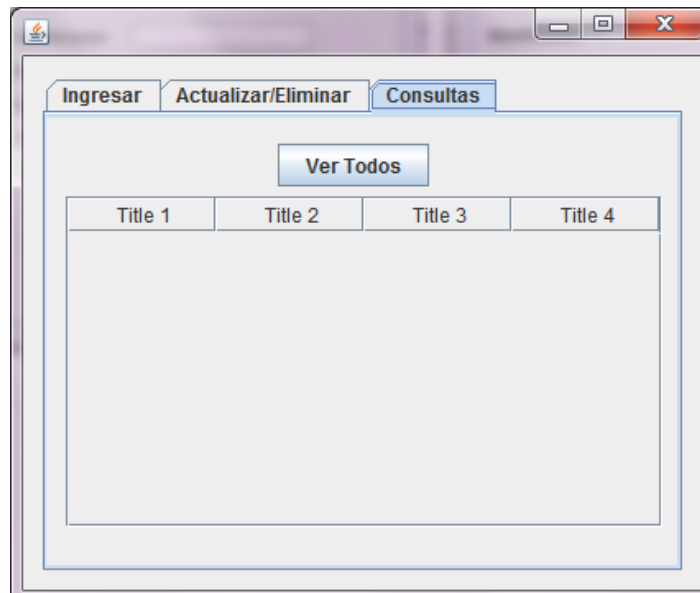 Ingresar Actualizar/Eliminar Consultas
Ver Todos
Title 1 Title 2 Title 3 Title 4